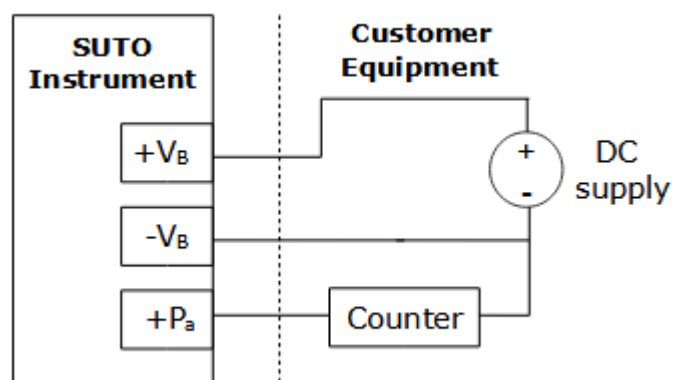 SUTO
Instrument
Customer
Equipment
+VB
+
-
DC
supply
-VB
+Pa
Counter